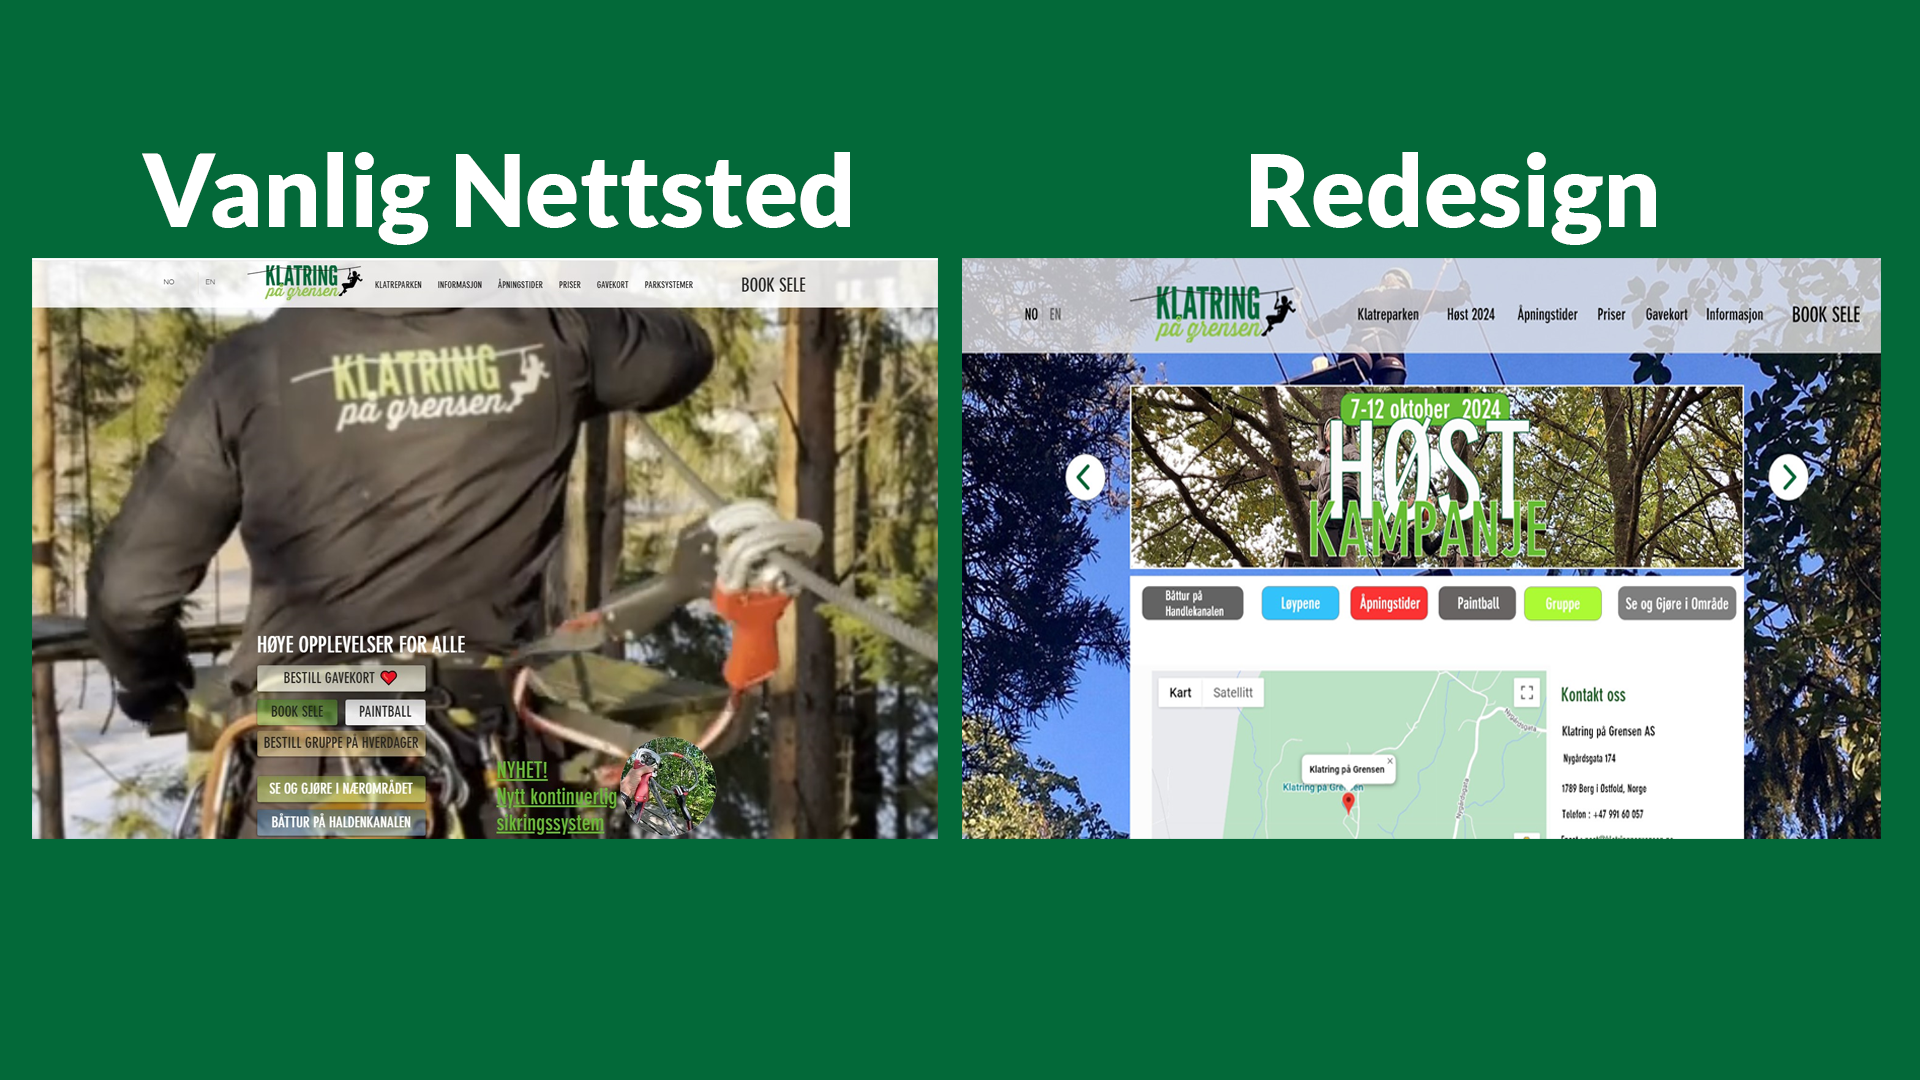 Vanlig Nettsted
NO EN
KLATRING
på grensen
KLATREPARKEN INFORMASJON ÅPNINGSTIDER PRISER GAVEKORT PARKSYSTEMER
BOOK SELE
KLATRING
på grensen
HØYE OPPLEVELSER FOR ALLE
BESTILL GAVEKORT
BOOK SELE
PAINTBALL
BESTILL GRUPPE PÅ HVERDAGER
SE OG GJØRE I NÆROMRÅDET
BÅTTUR PÅ HALDENKANALEN
NYHET!
Nytt kontinuerlig
sikringssystem
Redesign
NO EN
KLATRING
på grensen
Klatreparken Høst 2024 Åpningstider Priser Gavekort Informasjon
BOOK SELE
7-12 oktober 2024
HØST
KAMPANJE
Båttur på
Handlekanalen
Løypene
Åpningstider
Paintball
Gruppe
Se og Gjøre i Område
Kart Satellitt
Nygårdsgata
Nygårdsgata
Klatring på Grensen
Klatring på Grensen
Kontakt oss
Klatring på Grensen AS
Nygårdsgata 174
1789 Berg i Østfold, Norge
Telefon : +47 991 60 057